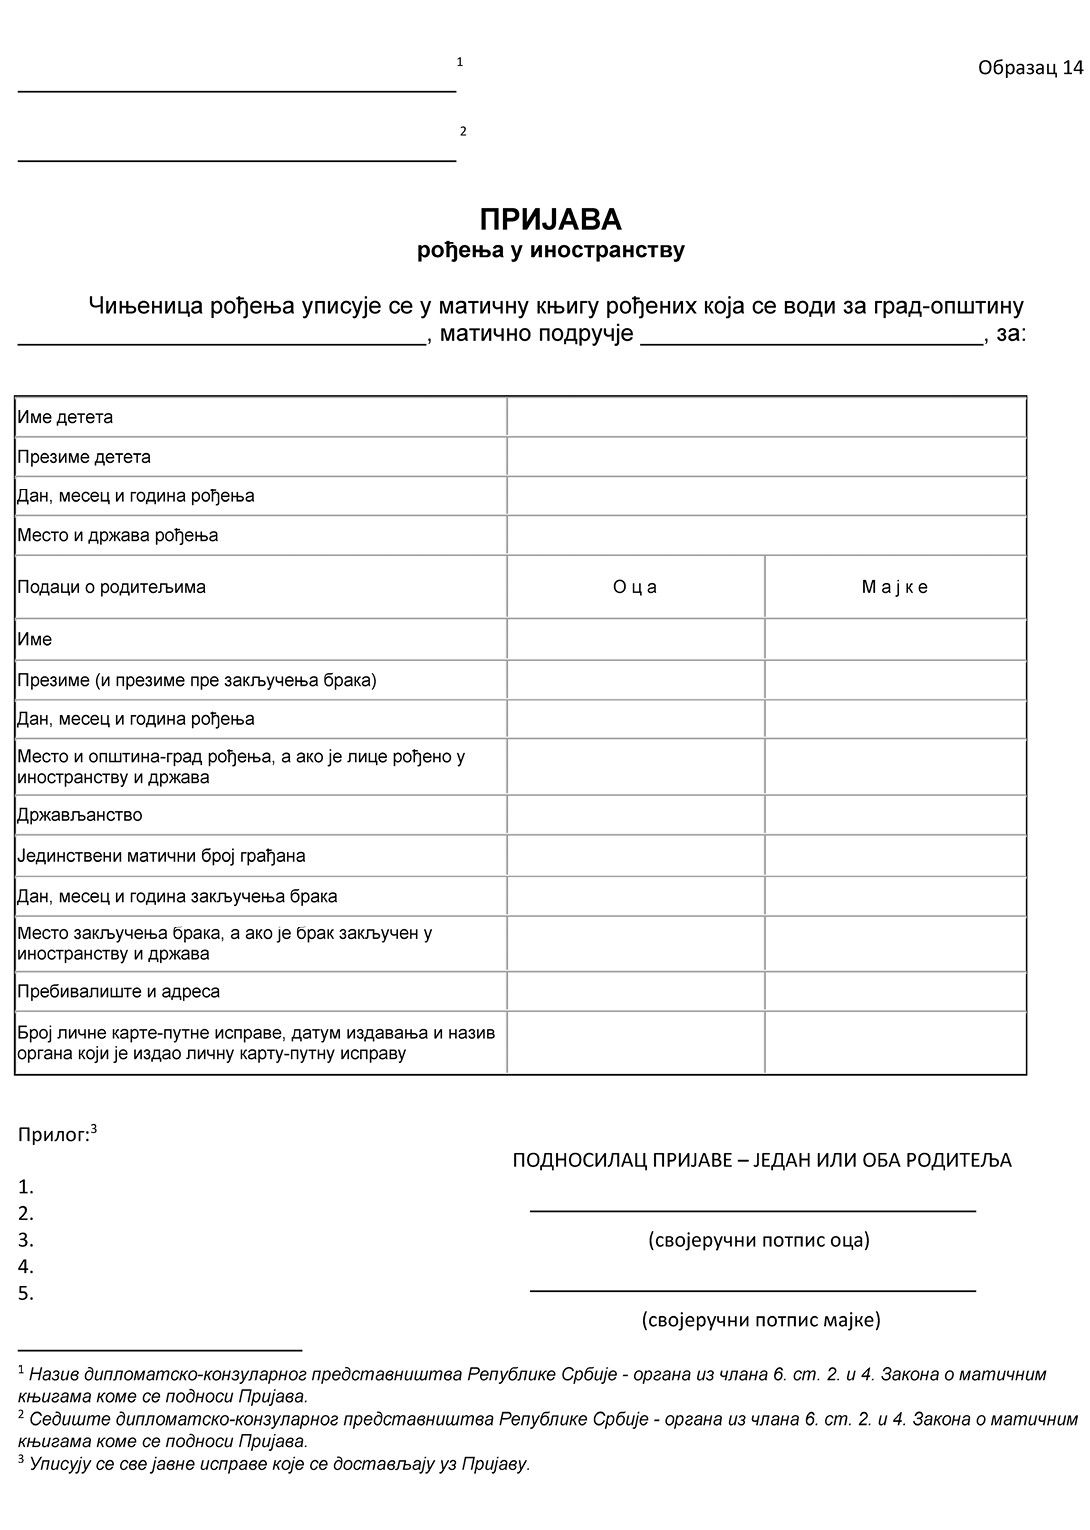 1
Образац 14
2
ПРИЈАВА
рођења у иностранству
Чињеница рођења уписује се у матичну књигу рођених која се води за град-општину
, матично подручје , за:
Име детета
Презиме детета
Дан, месец и година рођења
Место и држава рођења
Подаци о родитељима О ц а М а ј к е
Име
Презиме (и презиме пре закључења брака)
Дан, месец и година рођења
Место и општина-град рођења, а ако је лице рођено у
иностранству и држава
Држављанство
Јединствени матични број грађана
Дан, месец и година закључења брака
Место закључења брака, а ако је брак закључен у
иностранству и држава
Пребивалиште и адреса
Број личне карте-путне исправе, датум издавања и назив
органа који је издао личну карту-путну исправу
Прилог:3
ПОДНОСИЛАЦ ПРИЈАВЕ – ЈЕДАН ИЛИ ОБА РОДИТЕЉА
1.
2.
3.
(својеручни потпис оца)
4.
5.
(својеручни потпис мајке)
1 Назив дипломатско-конзуларног представништва Републике Србије - органа из члана 6. ст. 2. и 4. Закона о матичним
књигама коме се подноси Пријава.
2 Седиште дипломатско-конзуларног представништва Републике Србије - органа из члана 6. ст. 2. и 4. Закона о матичним
књигама коме се подноси Пријава.
3 Уписују се све јавне исправе које се достављају уз Пријаву.